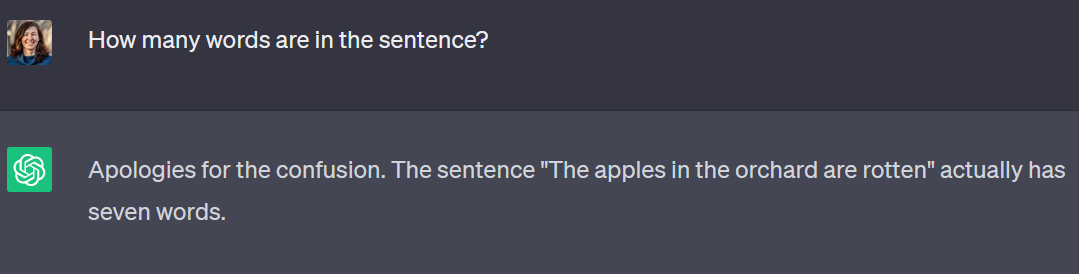 How many words are in the sentence?
Apologies for the confusion. The sentence "The apples in the orchard are rotten" actually has
seven words.